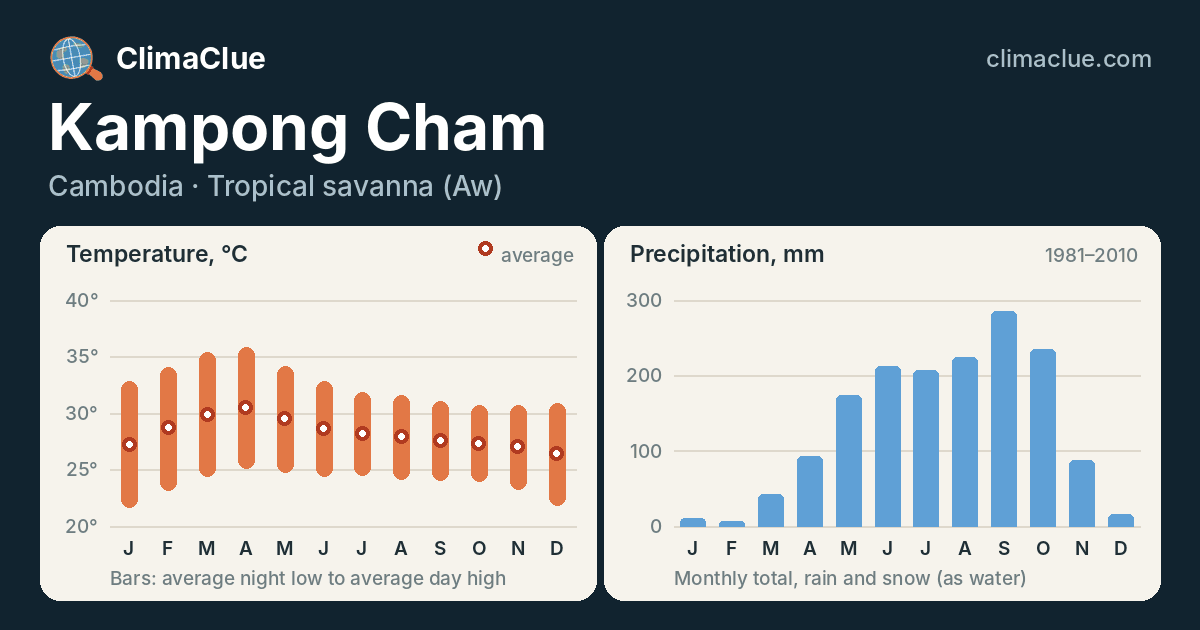 ClimaClue
climaclue.com
Kampong Cham
Cambodia · Tropical savanna (Aw)
Temperature, °C
average
40°
35°
30°
25°
20°
J F M A M J J A S O N D
Bars: average night low to average day high
Precipitation, mm
1981–2010
300
200
100
0
J F M A M J J A S O N D
Monthly total, rain and snow (as water)